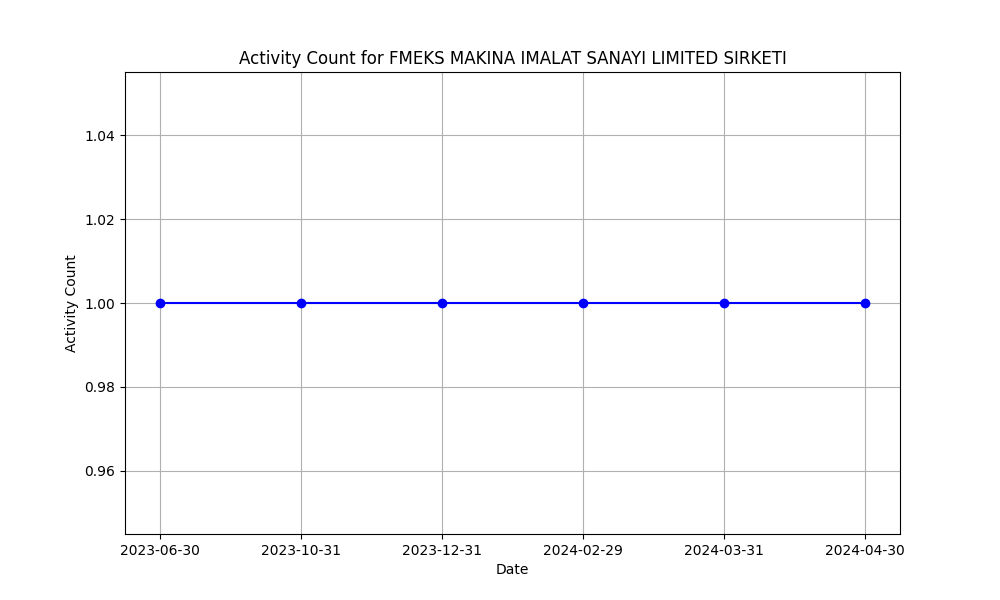 Activity Count for FMEKS MAKINA IMALAT SANAYI LIMITED SIRKETI
1.04
1.02
1.00
0.98
0.96
Activity Count
2023-06-30 2023-10-31 2023-12-31 2024-02-29 2024-03-31 2024-04-30
Date